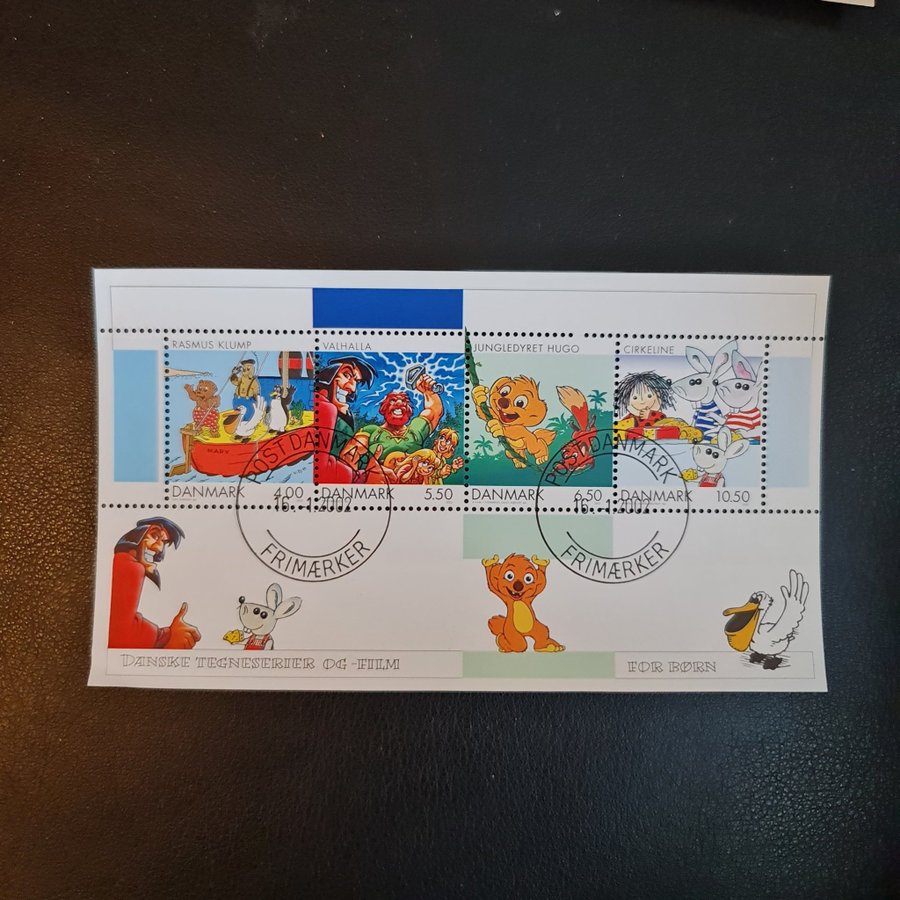 RASMUS KLUMP
VALHALLA
JUNGLEDYRET HUGO
CIRKELINE
MARY
DANMARK 4.00
DANMARK 5.50
DANMARK 6.50
DANMARK 10.50
POST DANMARK
16.-1.2002
FRIMÆRKER
POST DANMARK
16.-1.2002
FRIMÆRKER
DANSKE TEGNESERIER OG -FILM
FOR BØRN